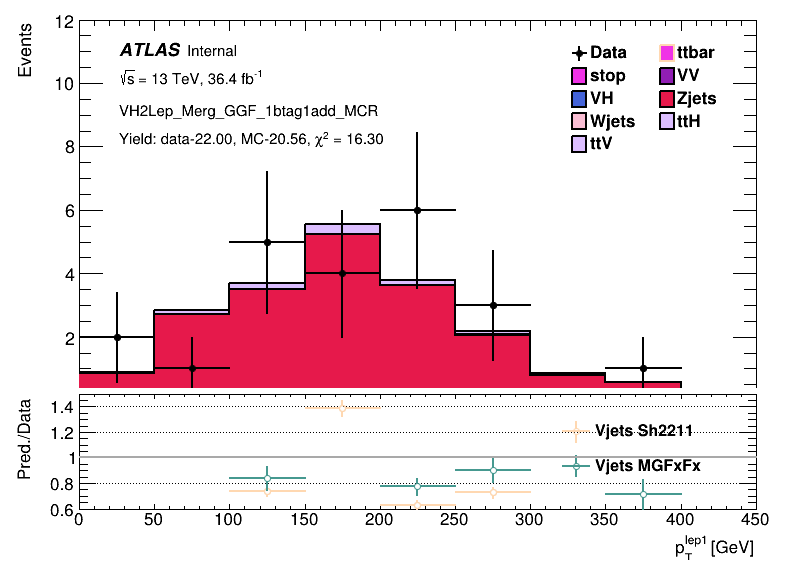 Events
12
10
8
6
4
2
ATLAS Internal
√s = 13 TeV, 36.4 fb⁻¹
VH2Lep_Merg_GGF_1btag1add_MCR
Yield: data-22.00, MC-20.56, χ² = 16.30
Data ttbar
stop VV
VH Zjets
Wjets ttH
ttV
Pred./Data
1.4
1.2
1
0.8
0.6
Vjets Sh2211
Vjets MGFxFx
0 50 100 150 200 250 300 350 400 450
p_T^lep1 [GeV]